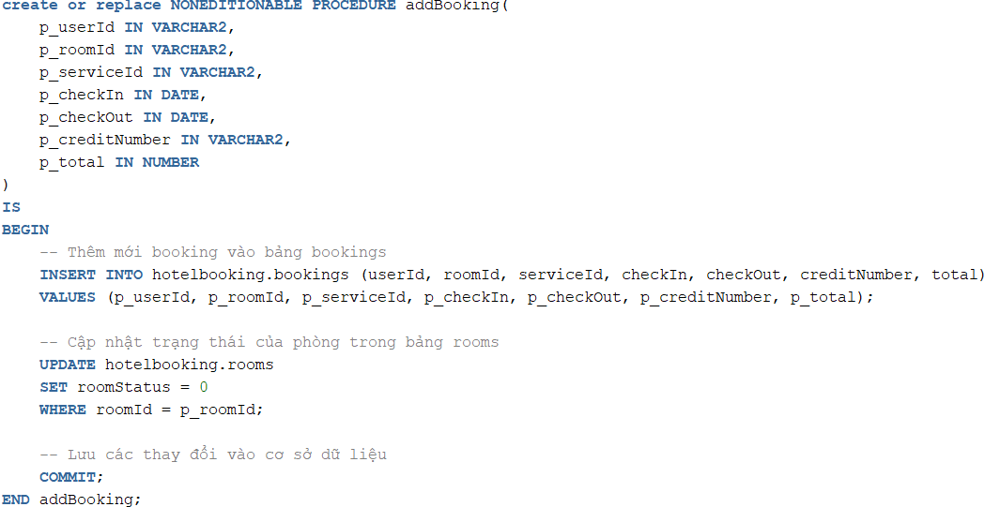 create or replace NONEDITIONABLE PROCEDURE addBooking(
    p_userId IN VARCHAR2,
    p_roomId IN VARCHAR2,
    p_serviceId IN VARCHAR2,
    p_checkIn IN DATE,
    p_checkOut IN DATE,
    p_creditNumber IN VARCHAR2,
    p_total IN NUMBER
)
IS
BEGIN
    -- Thêm mới booking vào bảng bookings
    INSERT INTO hotelbooking.bookings (userId, roomId, serviceId, checkIn, checkOut, creditNumber, total)
    VALUES (p_userId, p_roomId, p_serviceId, p_checkIn, p_checkOut, p_creditNumber, p_total);
    -- Cập nhật trạng thái của phòng trong bảng rooms
    UPDATE hotelbooking.rooms
    SET roomStatus = 0
    WHERE roomId = p_roomId;
    -- Lưu các thay đổi vào cơ sở dữ liệu
    COMMIT;
END addBooking;